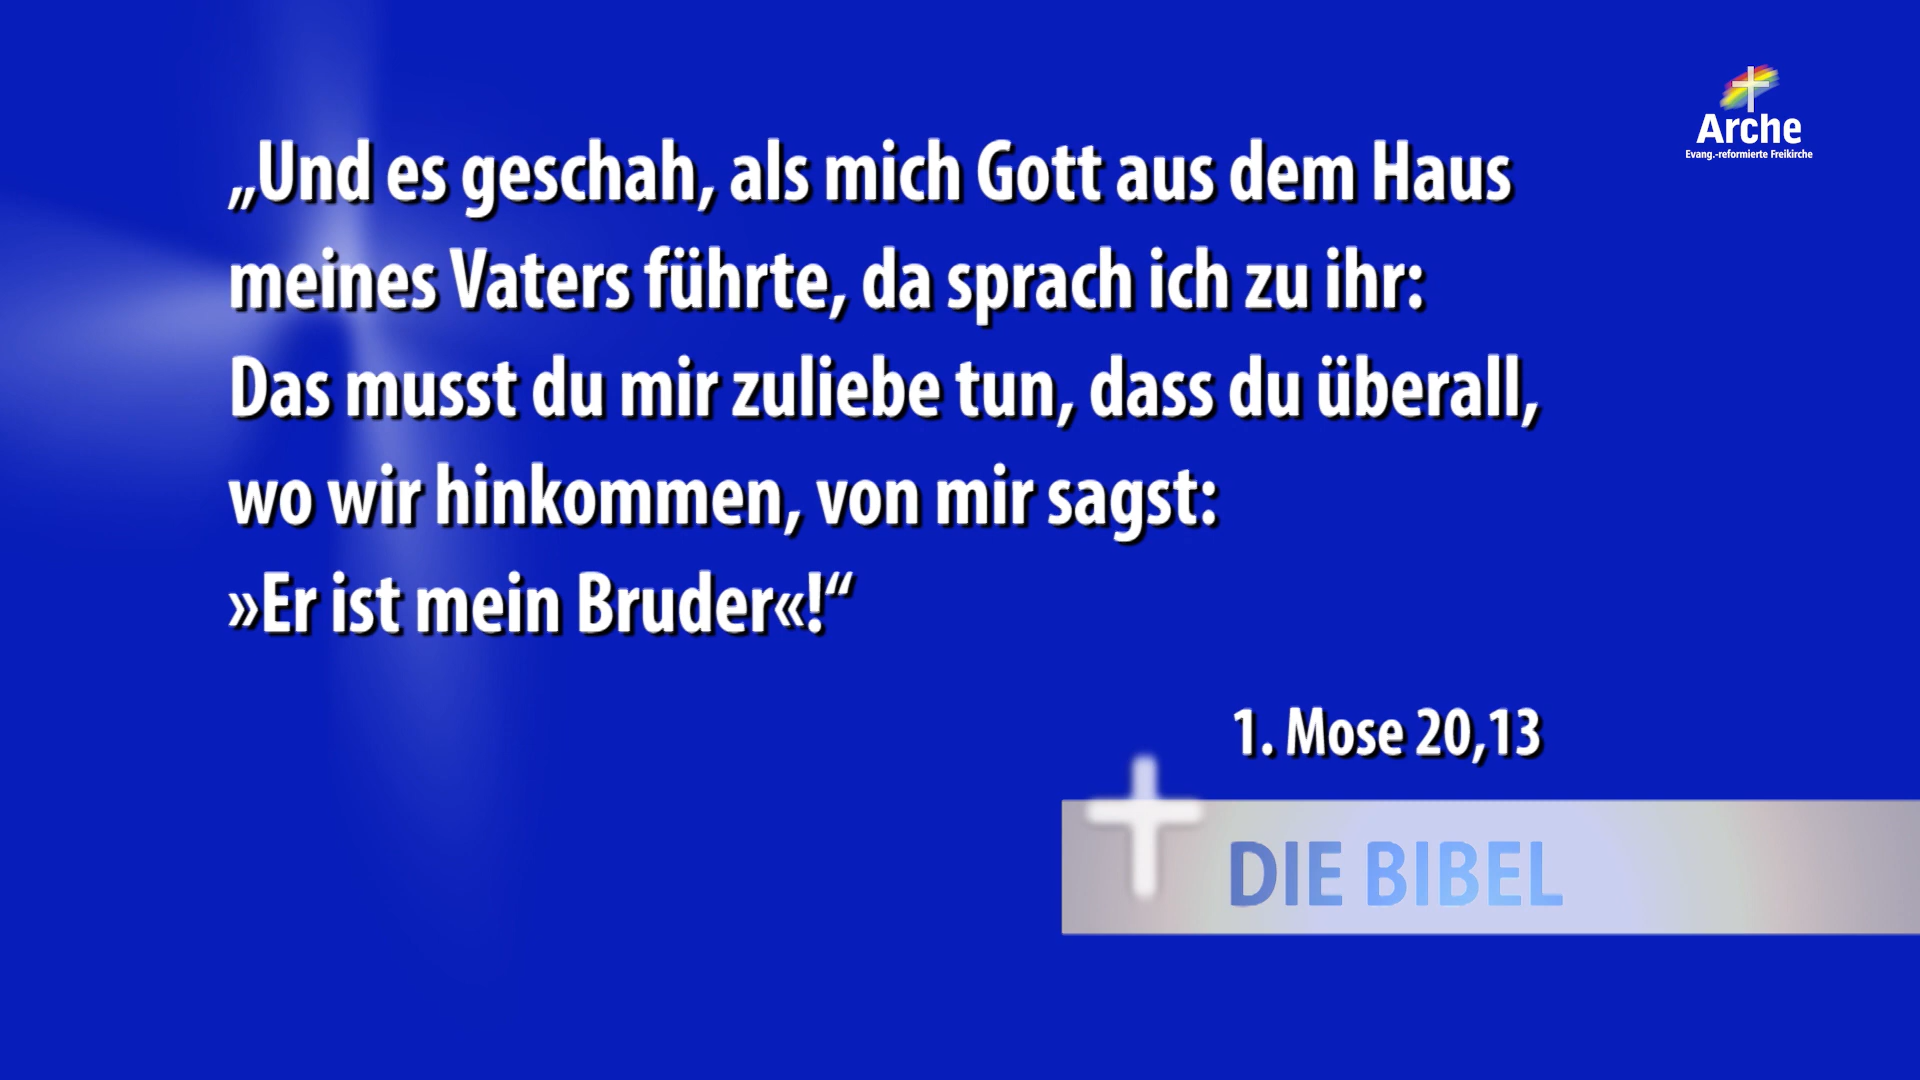 Arche
Evang.-reformierte Freikirche
„Und es geschah, als mich Gott aus dem Haus
meines Vaters führte, da sprach ich zu ihr:
Das musst du mir zuliebe tun, dass du überall,
wo wir hinkommen, von mir sagst:
»Er ist mein Bruder«!“
1. Mose 20,13
DIE BIBEL